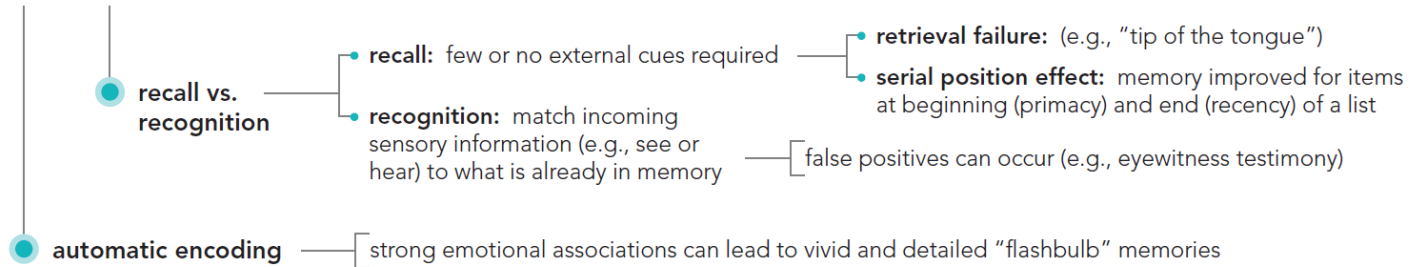 recall vs.
recognition
recall: few or no external cues required
retrieval failure: (e.g., “tip of the tongue”)
serial position effect: memory improved for items
at beginning (primacy) and end (recency) of a list
recognition: match incoming
sensory information (e.g., see or
hear) to what is already in memory
false positives can occur (e.g., eyewitness testimony)
automatic encoding
strong emotional associations can lead to vivid and detailed “flashbulb” memories